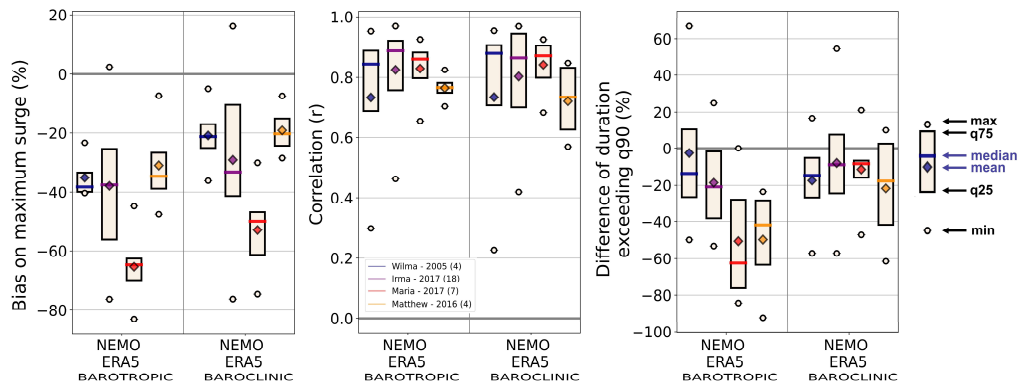 Bias on maximum surge (%)
20
0
−20
−40
−60
−80
NEMO
ERA5
BAROTROPIC
NEMO
ERA5
BAROCLINIC
Correlation (r)
1.0
0.8
0.6
0.4
0.2
0.0
Wilma - 2005 (4)
Irma - 2017 (18)
Maria - 2017 (7)
Matthew - 2016 (4)
NEMO
ERA5
BAROTROPIC
NEMO
ERA5
BAROCLINIC
Difference of duration
exceeding q90 (%)
60
40
20
0
−20
−40
−60
−80
−100
NEMO
ERA5
BAROTROPIC
NEMO
ERA5
BAROCLINIC
max
q75
median
mean
q25
min